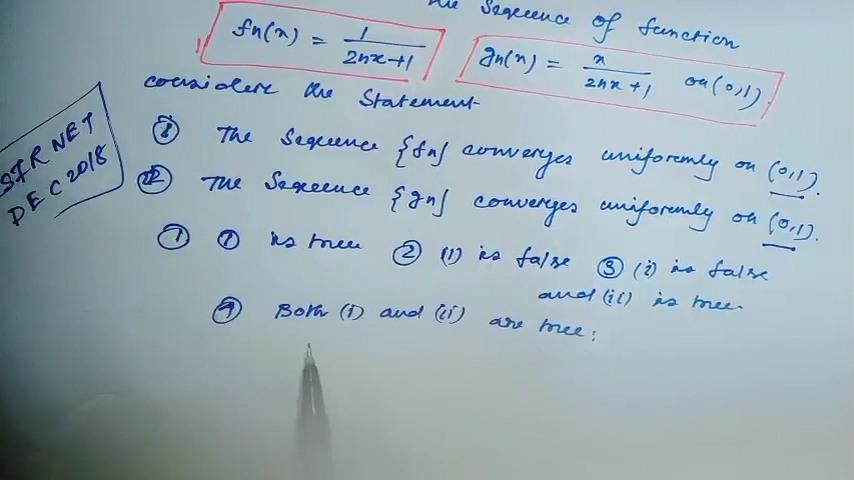 the Sequence of function
fn(x) = 1/(2nx+1)   gn(x) = x/(2nx+1) on (0,1).
considere the Statement
(i) The Sequence {fn} converges uniformly on (0,1).
(ii) The Sequence {gn} converges uniformly on (0,1).
① ① is true ② (i) is false ③ (i) is false
and (ii) is true.
④ Both (i) and (ii) are true:
NET
DEC 2018